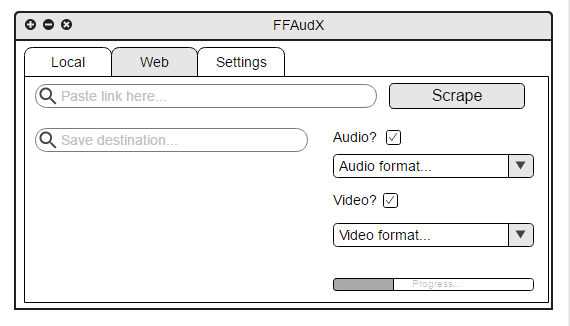 FFAudX
Local Web Settings
Paste link here... Scrape
Save destination... Audio?
Audio format...
Video?
Video format...
Progress...